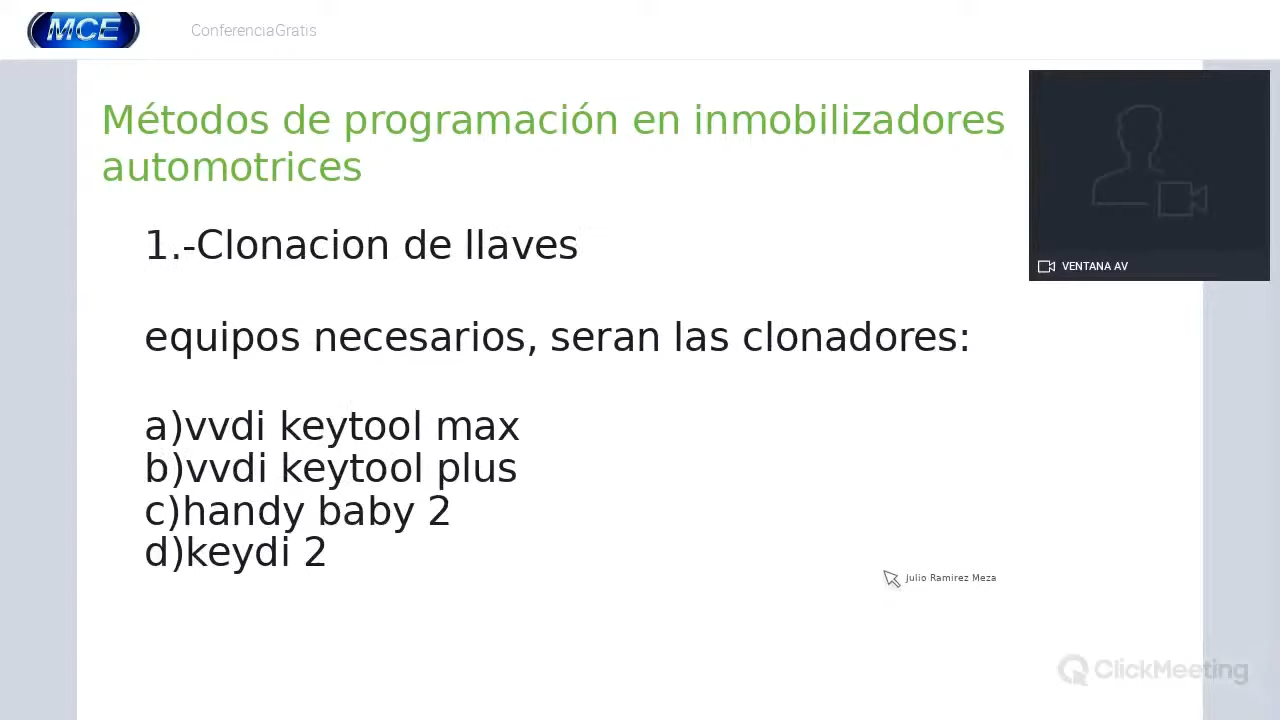 MCE
ConferenciaGratis
Métodos de programación en inmobilizadores
automotrices
1.-Clonacion de llaves
equipos necesarios, seran las clonadores:
a)vvdi keytool max
b)vvdi keytool plus
c)handy baby 2
d)keydi 2
VENTANA AV
Julio Ramirez Meza
ClickMeeting